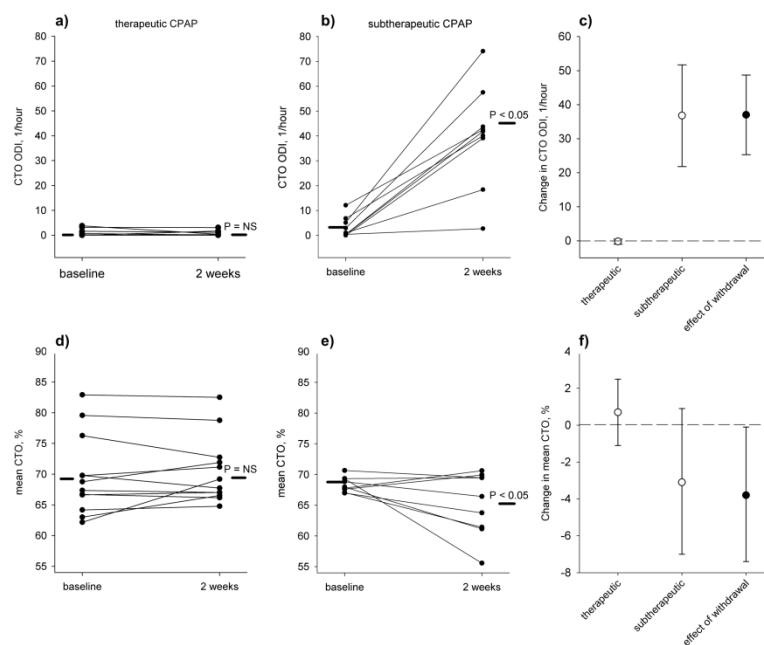 a) therapeutic CPAP
CTO ODI, 1/hour
80
70
60
50
40
30
20
10
0
P = NS
baseline 2 weeks
b) subtherapeutic CPAP
CTO ODI, 1/hour
80
70
60
50
40
30
20
10
0
P < 0.05
baseline 2 weeks
c)
Change in CTO ODI, 1/hour
60
50
40
30
20
10
0
therapeutic
subtherapeutic
effect of withdrawal
d)
mean CTO, %
90
85
80
75
70
65
60
55
P = NS
baseline 2 weeks
e)
mean CTO, %
90
85
80
75
70
65
60
55
P < 0.05
baseline 2 weeks
f)
Change in mean CTO, %
4
2
0
-2
-4
-6
-8
therapeutic
subtherapeutic
effect of withdrawal